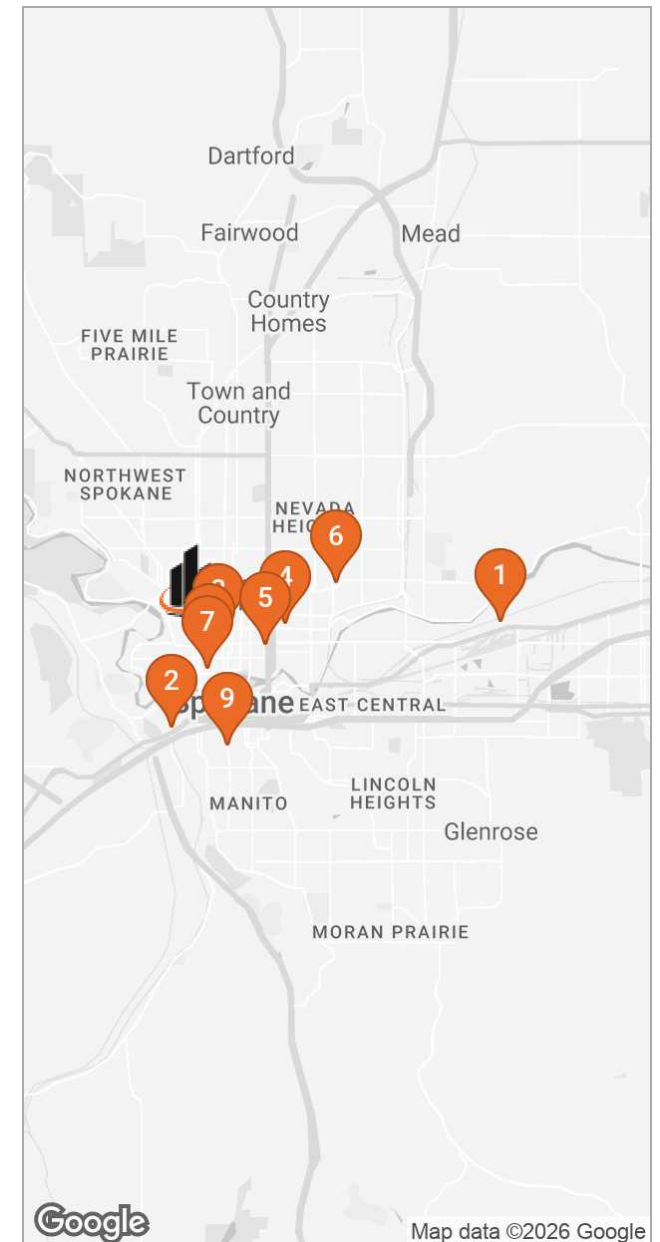 Dartford
Fairwood
Mead
Country
Homes
FIVE MILE
PRAIRIE
Town and
Country
NORTHWEST
SPOKANE
NEVADA
6
1
4
5
7
2
9
EAST CENTRAL
LINCOLN
HEIGHTS
MANITO
Glenrose
MORAN PRAIRIE
Google
Map data ©2026 Google